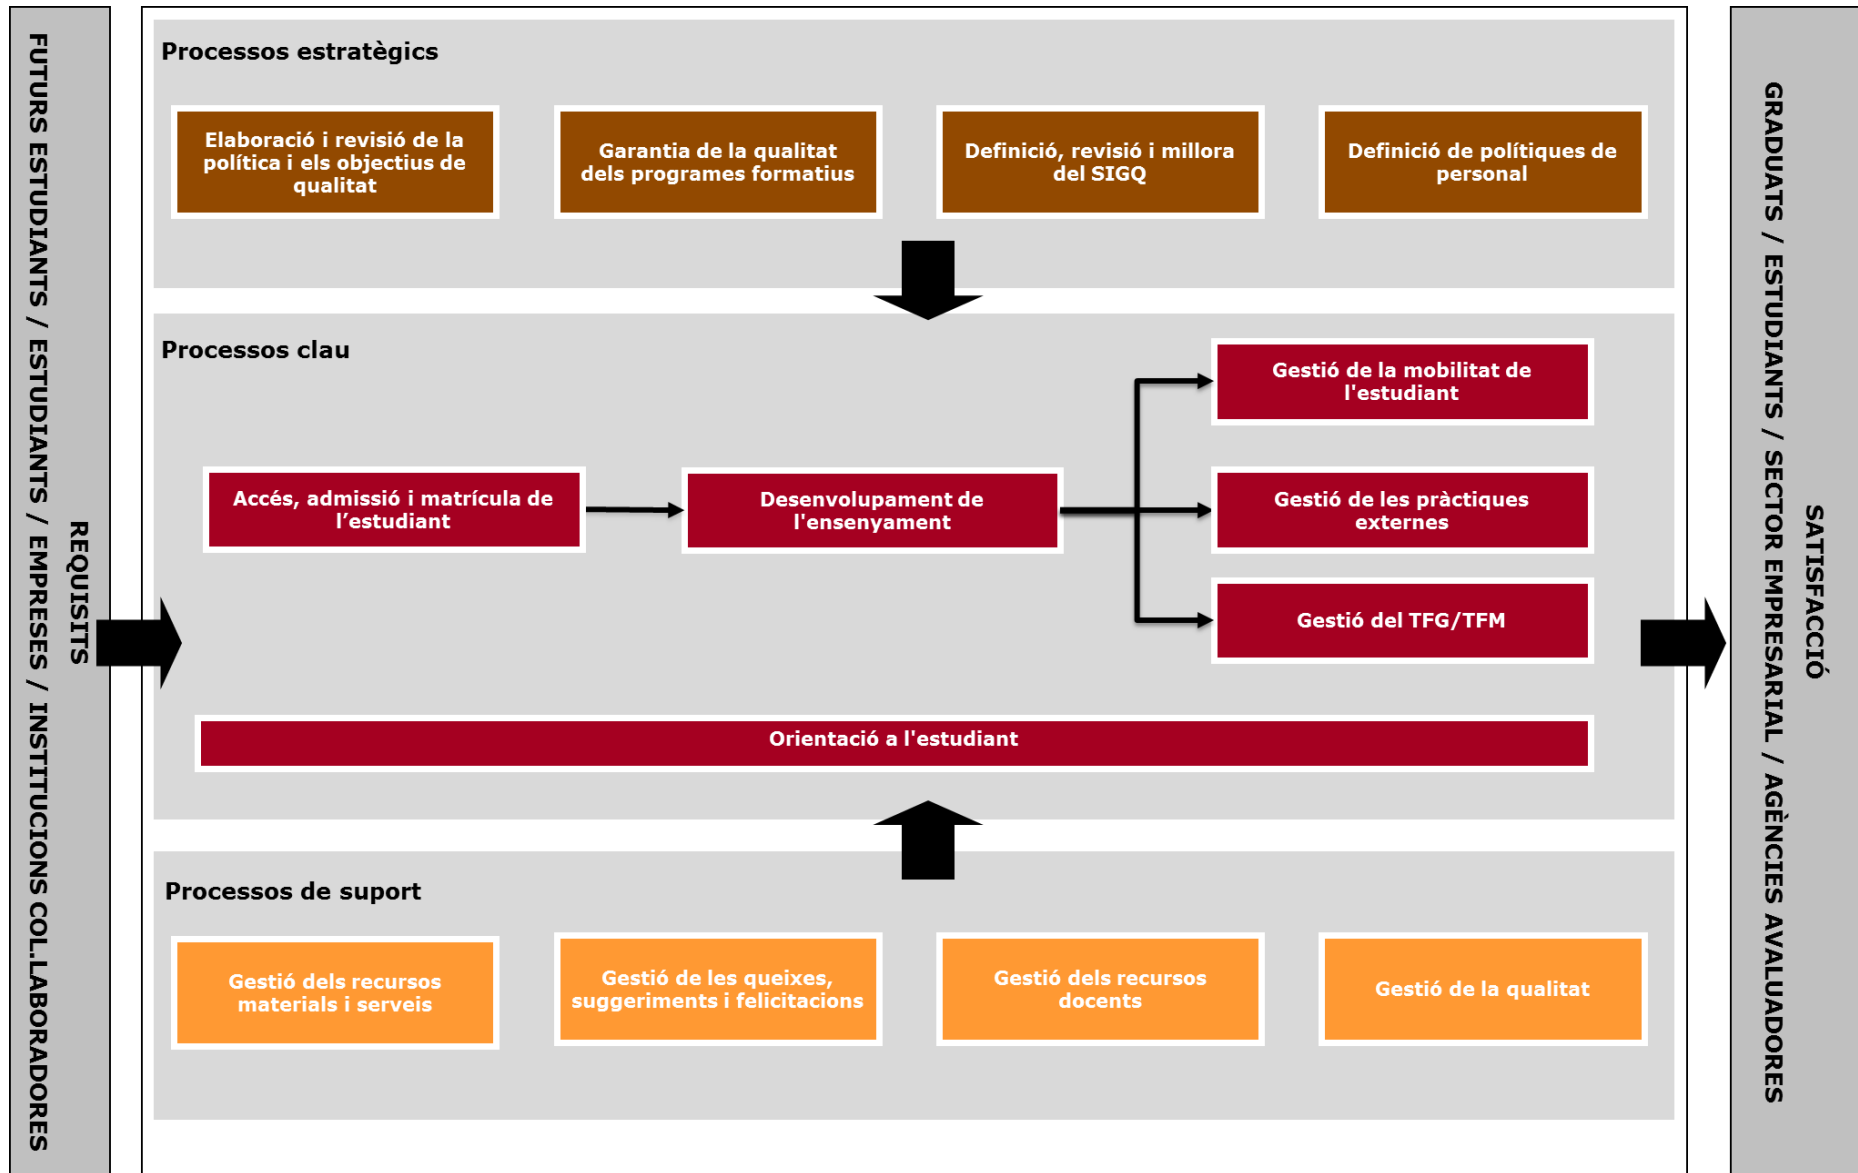 FUTURS ESTUDIANTS / ESTUDIANTS / EMPRESES / INSTITUCIONS COL.LABORADORES
REQUISITS
Processos estratègics
Elaboració i revisió de la
política i els objectius de
qualitat
Garantia de la qualitat
dels programes formatius
Definició, revisió i millora
del SIGQ
Definició de polítiques de
personal
Processos clau
Gestió de la mobilitat de
l'estudiant
Accés, admissió i matrícula de
l’estudiant
Desenvolupament de
l'ensenyament
Gestió de les pràctiques
externes
Gestió del TFG/TFM
Orientació a l'estudiant
Processos de suport
Gestió dels recursos
materials i serveis
Gestió de les queixes,
suggeriments i felicitacions
Gestió dels recursos
docents
Gestió de la qualitat
SATISFACCIÓ
GRADUATS / ESTUDIANTS / SECTOR EMPRESARIAL / AGÈNCIES AVALUADORES